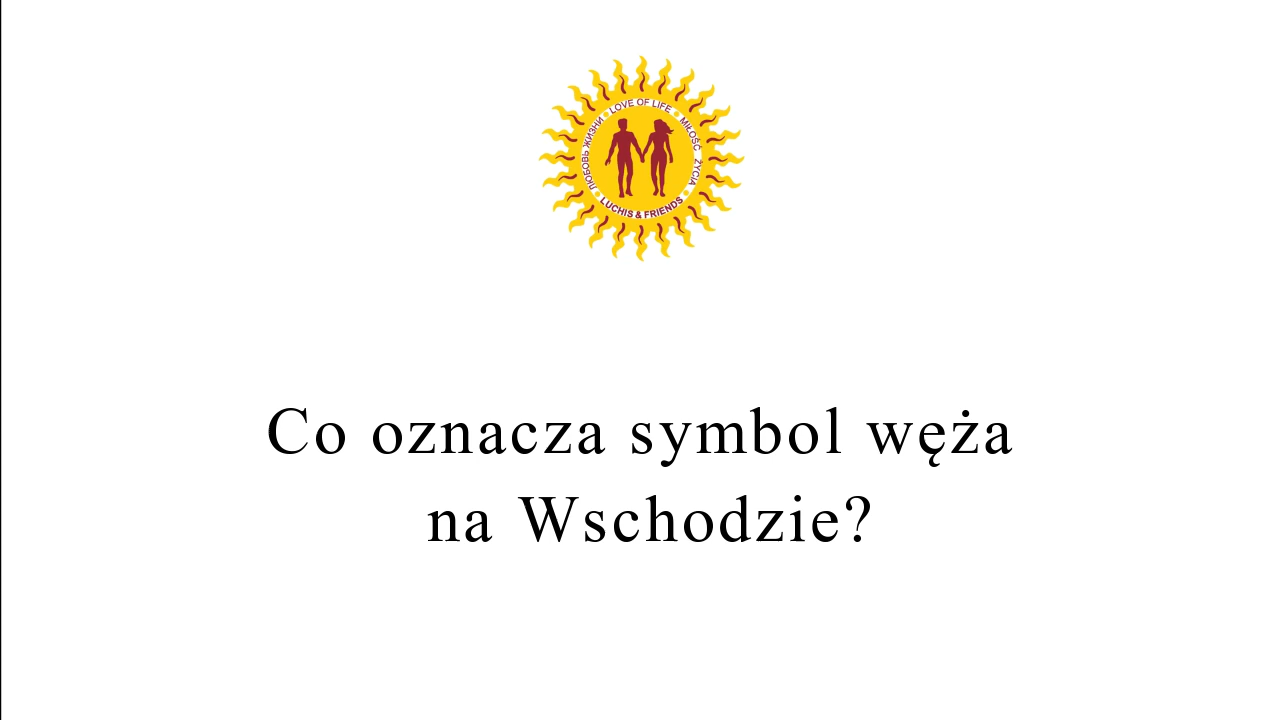 LOVE OF LIFE
MIŁOŚĆ ŻYCIA
LUCHIS & FRIENDS
ЛЮБОВЬ ЖИЗНИ
Co oznacza symbol węża
na Wschodzie?